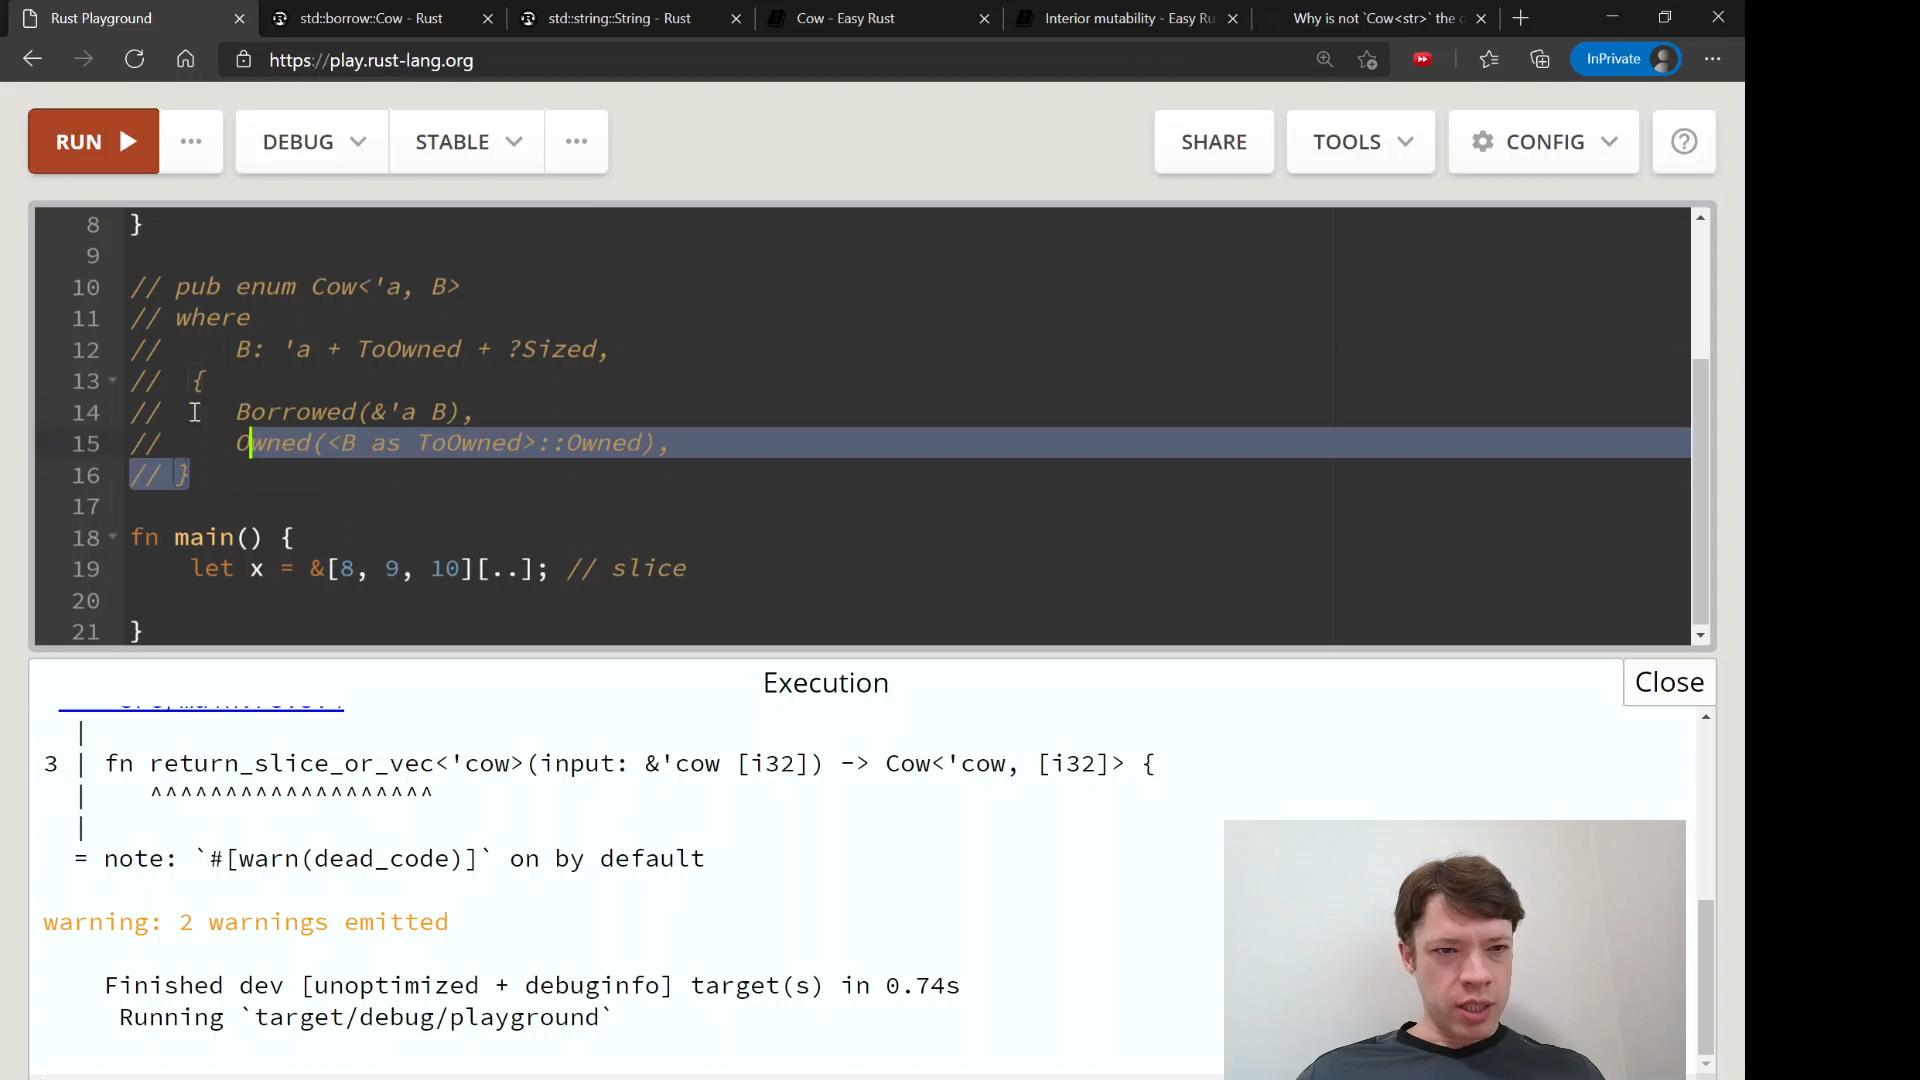 Rust Playground
std::borrow::Cow - Rust
std::string::String - Rust
Cow - Easy Rust
Interior mutability - Easy Ru
Why is not `Cow<str>` the
https://play.rust-lang.org
InPrivate
RUN
DEBUG
STABLE
SHARE
TOOLS
CONFIG
8 }
9
10 // pub enum Cow<'a, B>
11 // where
12 //     B: 'a + ToOwned + ?Sized,
13 //  {
14 //     Borrowed(&'a B),
15 //     Owned(<B as ToOwned>::Owned),
16 // }
17
18 fn main() {
19     let x = &[8, 9, 10][..]; // slice
20
21 }
Execution
Close
|
3 | fn return_slice_or_vec<'cow>(input: &'cow [i32]) -> Cow<'cow, [i32]> {
|    ^^^^^^^^^^^^^^^^^^^
|
= note: `#[warn(dead_code)]` on by default
warning: 2 warnings emitted
Finished dev [unoptimized + debuginfo] target(s) in 0.74s
Running `target/debug/playground`